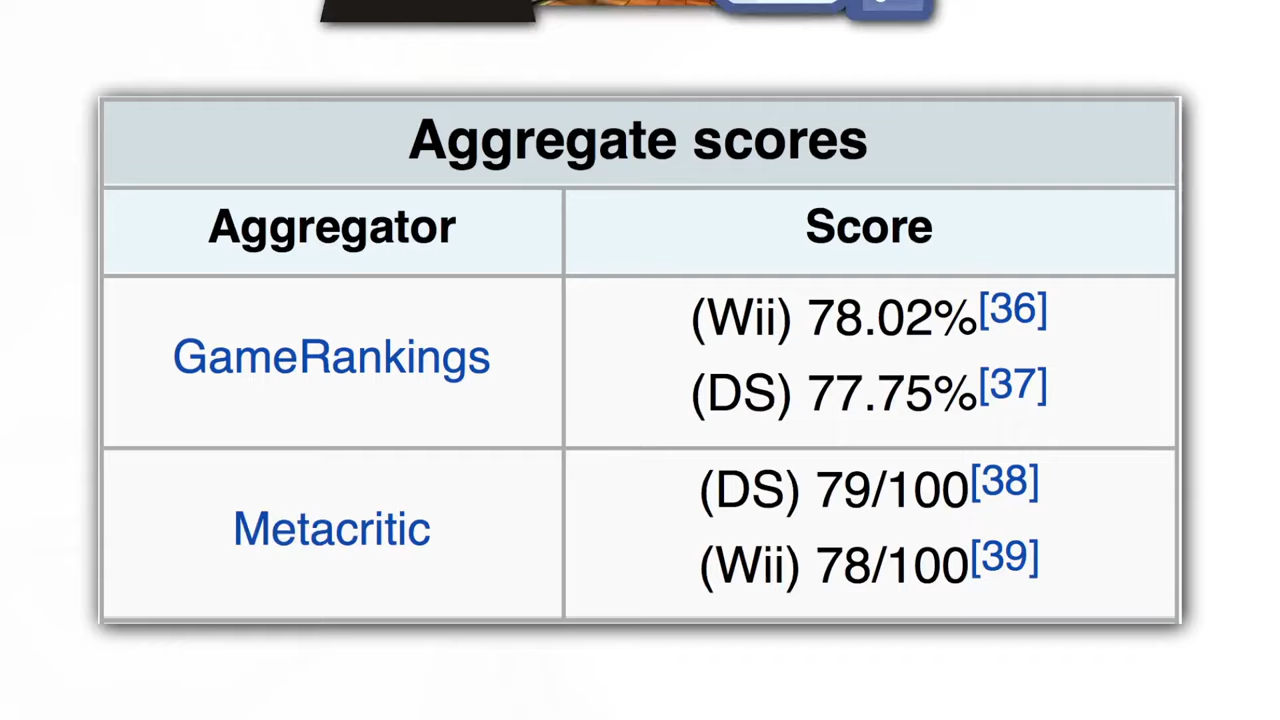 Aggregate scores
Aggregator Score
GameRankings
(Wii) 78.02%[36]
(DS) 77.75%[37]
Metacritic
(DS) 79/100[38]
(Wii) 78/100[39]